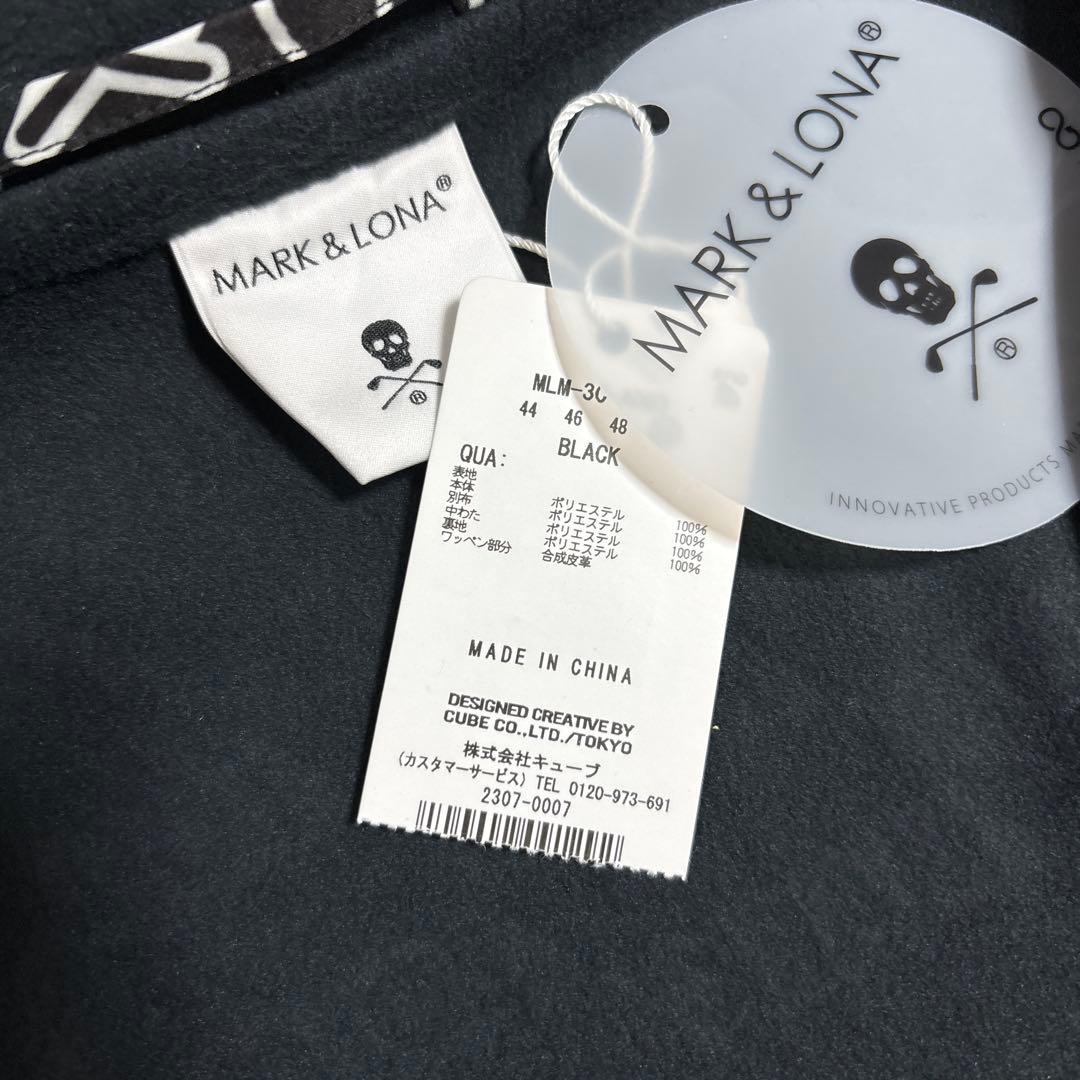 MARK & LONA®
®
MARK & LONA®
®
&
INNOVATIVE PRODUCTS
MLM-3
44 46 48
BLACK
QUA:
表地
本体 ポリエステル 100%
別布 ポリエステル 100%
中わた ポリエステル 100%
裏地 ポリエステル 100%
ワッペン部分 合成皮革
MADE IN CHINA
DESIGNED CREATIVE BY
CUBE CO.,LTD./TOKYO
株式会社キューブ
(カスタマーサービス) TEL 0120-973-691
2307-0007